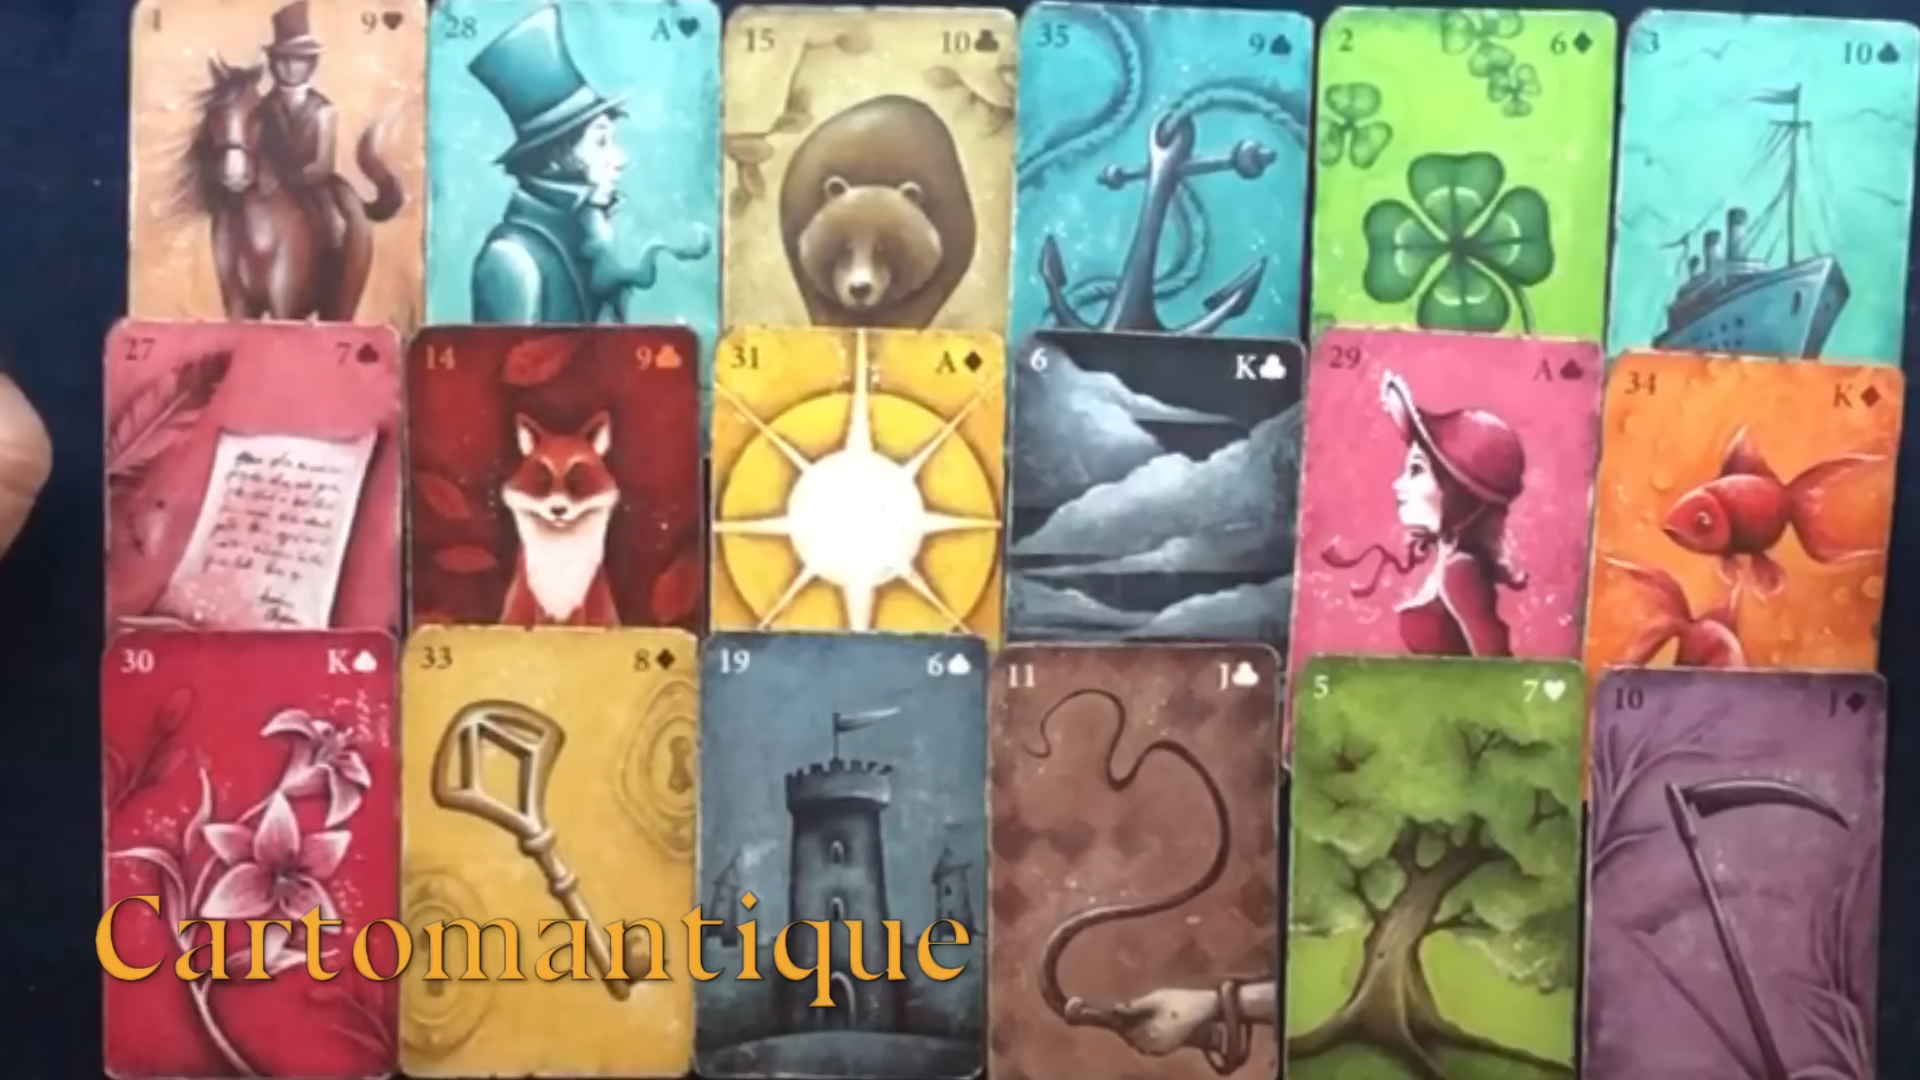 1 9♥
28 A♥
15 10♣
35 9♠
2 6♦
3 10♠
27 7♠
14 9♣
31 A♦
6 K♣
29 A♠
34 K♦
30 K♠
33 8♦
19 6♠
11 J♣
5 7♥
10 J♦
Cartomantique